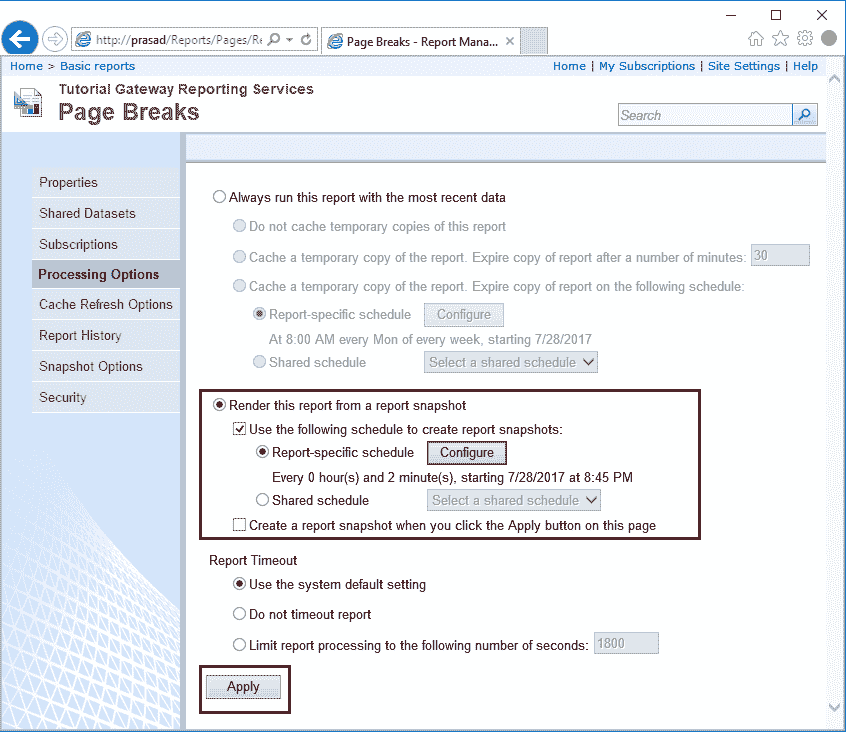 http://prasad/Reports/Pages/Re
Page Breaks - Report Mana...
Home > Basic reports
Home | My Subscriptions | Site Settings | Help
Tutorial Gateway Reporting Services
Page Breaks
Search
Properties
Shared Datasets
Subscriptions
Processing Options
Cache Refresh Options
Report History
Snapshot Options
Security
Always run this report with the most recent data
Do not cache temporary copies of this report
Cache a temporary copy of the report. Expire copy of report after a number of minutes: 30
Cache a temporary copy of the report. Expire copy of report on the following schedule:
Report-specific schedule Configure
At 8:00 AM every Mon of every week, starting 7/28/2017
Shared schedule Select a shared schedule
Render this report from a report snapshot
Use the following schedule to create report snapshots:
Report-specific schedule Configure
Every 0 hour(s) and 2 minute(s), starting 7/28/2017 at 8:45 PM
Shared schedule Select a shared schedule
Create a report snapshot when you click the Apply button on this page
Report Timeout
Use the system default setting
Do not timeout report
Limit report processing to the following number of seconds: 1800
Apply